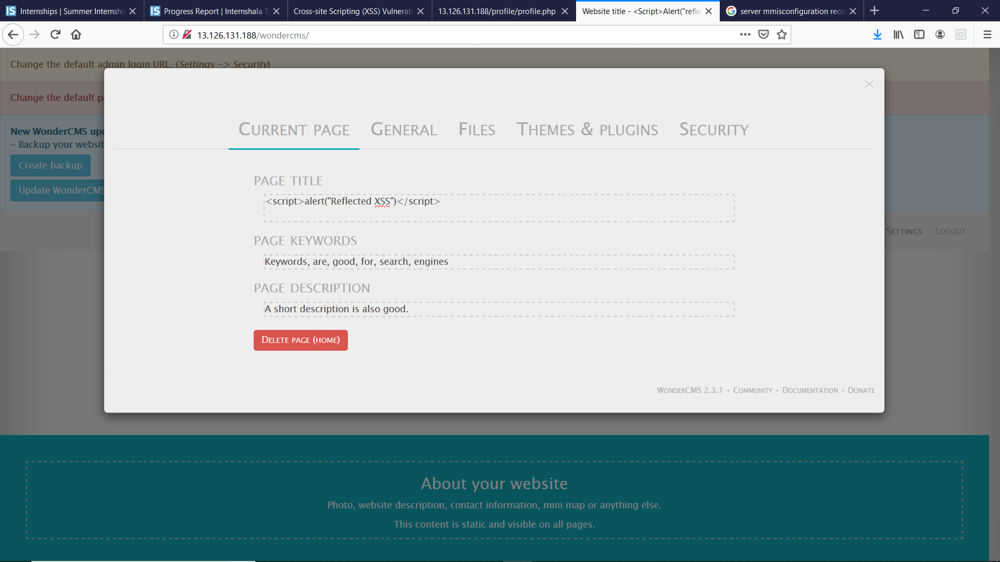 Internships | Summer Internshi
Progress Report | Internshala T
Cross-site Scripting (XSS) Vulnerab
13.126.131.188/profile/profile.php
Website title - <Script>Alert("refle
server mmisconfiguration reco
13.126.131.188/wondercms/
Change the default admin login URL. (Settings -> Security)
Change the default p
New WonderCMS upd
- Backup your websit
Create backup
Update WonderCMS
Current page
General
Files
Themes & plugins
Security
PAGE TITLE
<script>alert("Reflected XSS")</script>
PAGE KEYWORDS
Keywords, are, good, for, search, engines
PAGE DESCRIPTION
A short description is also good.
Delete page (home)
Settings
Logout
WonderCMS 2.3.1 • Community • Documentation • Donate
About your website
Photo, website description, contact information, mini map or anything else.
This content is static and visible on all pages.